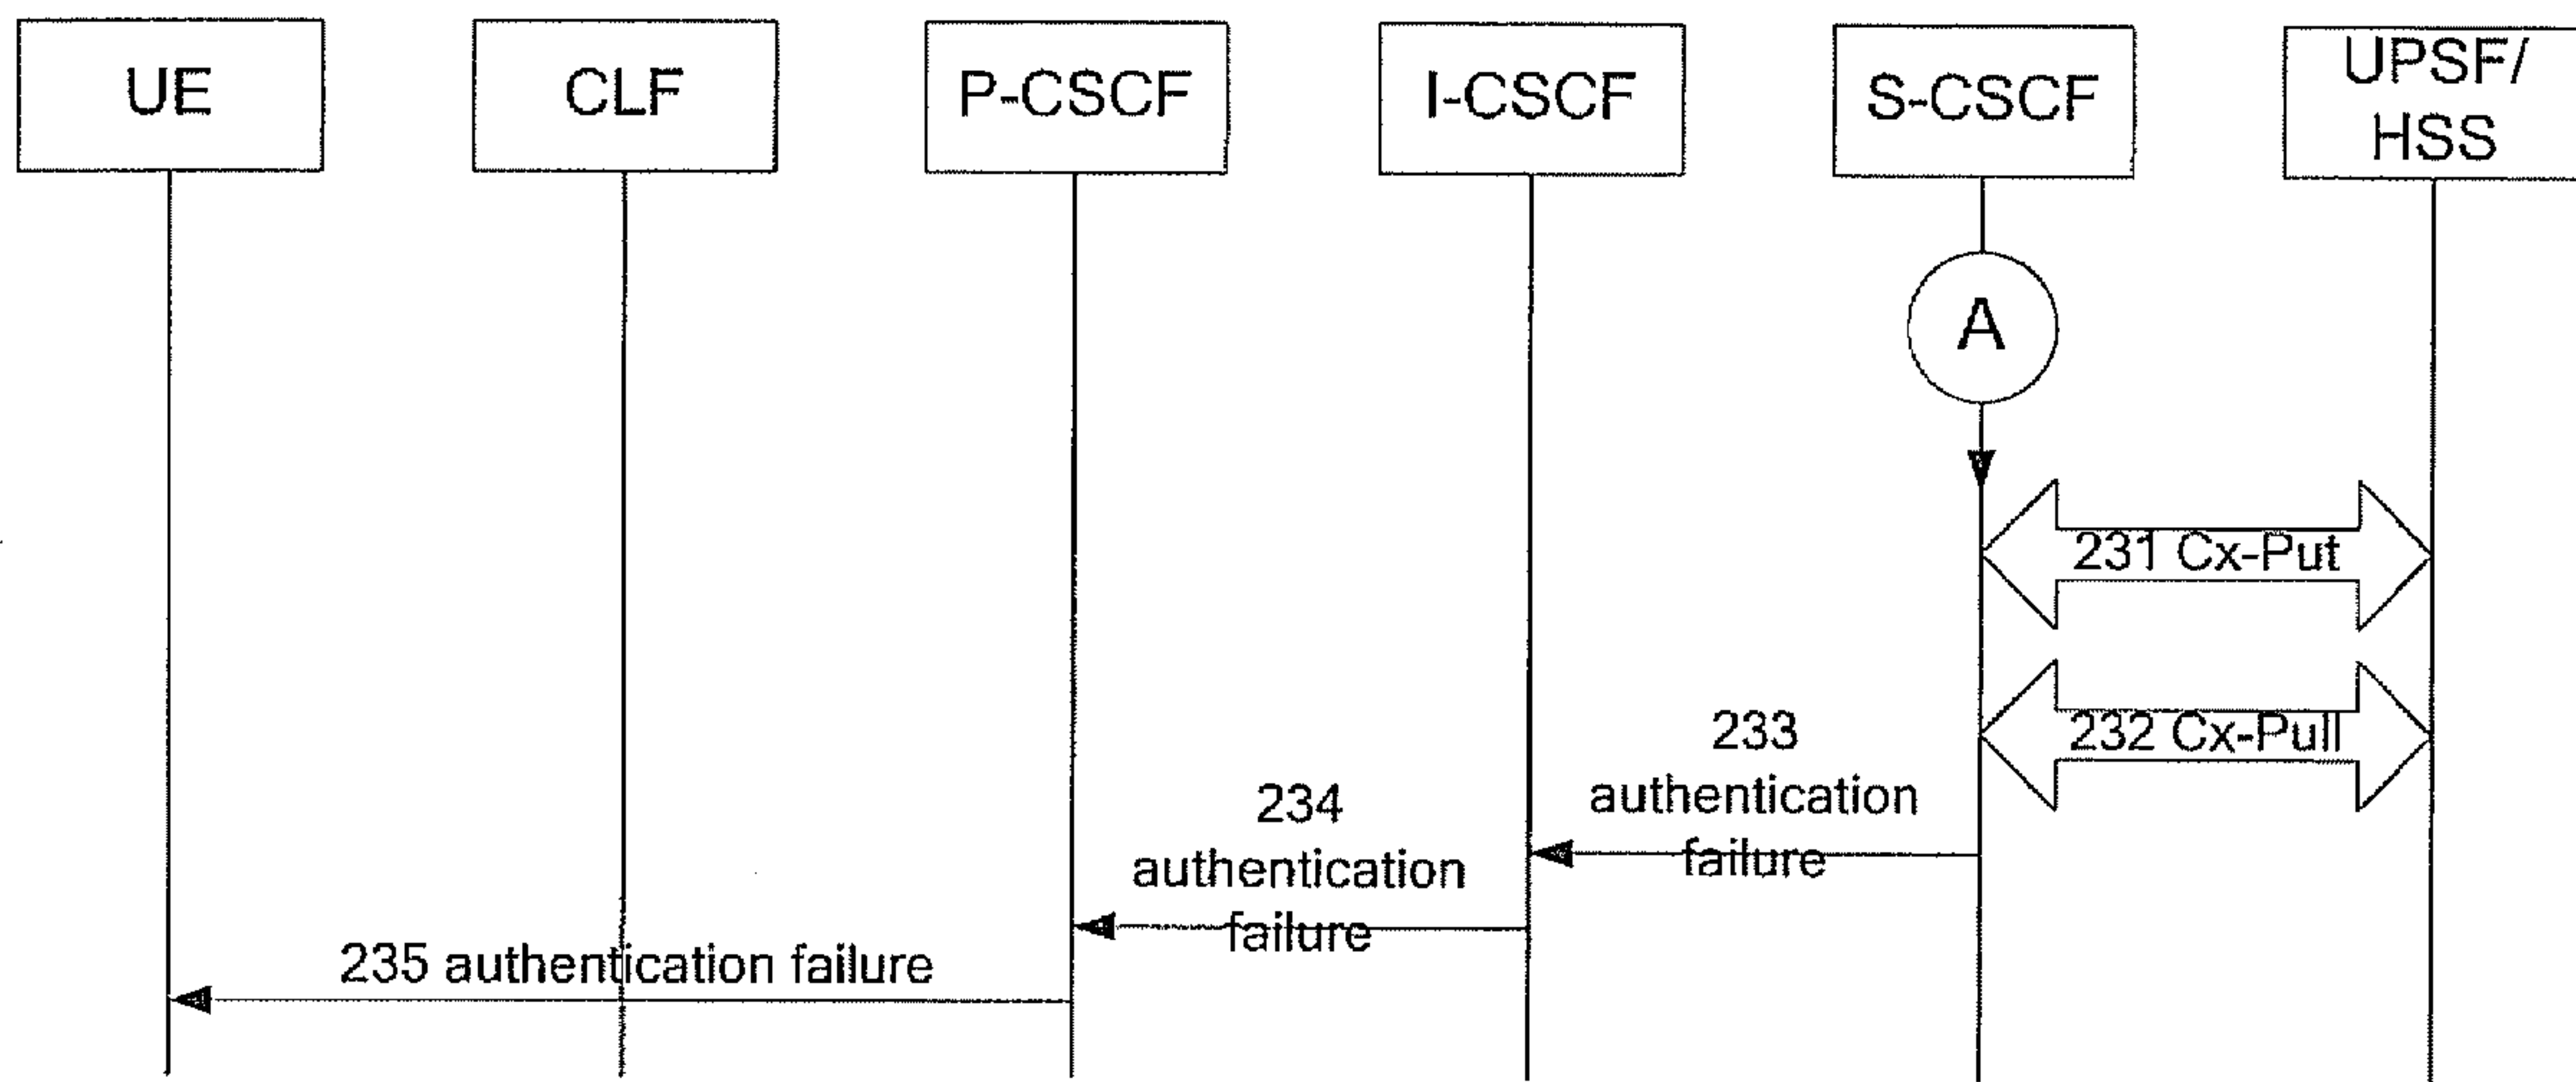 UE
CLF
P-CSCF
I-CSCF
S-CSCF
UPSF/
HSS
A
231 Cx-Put
232 Cx-Pull
233
authentication
failure
234
authentication
failure
235 authentication failure